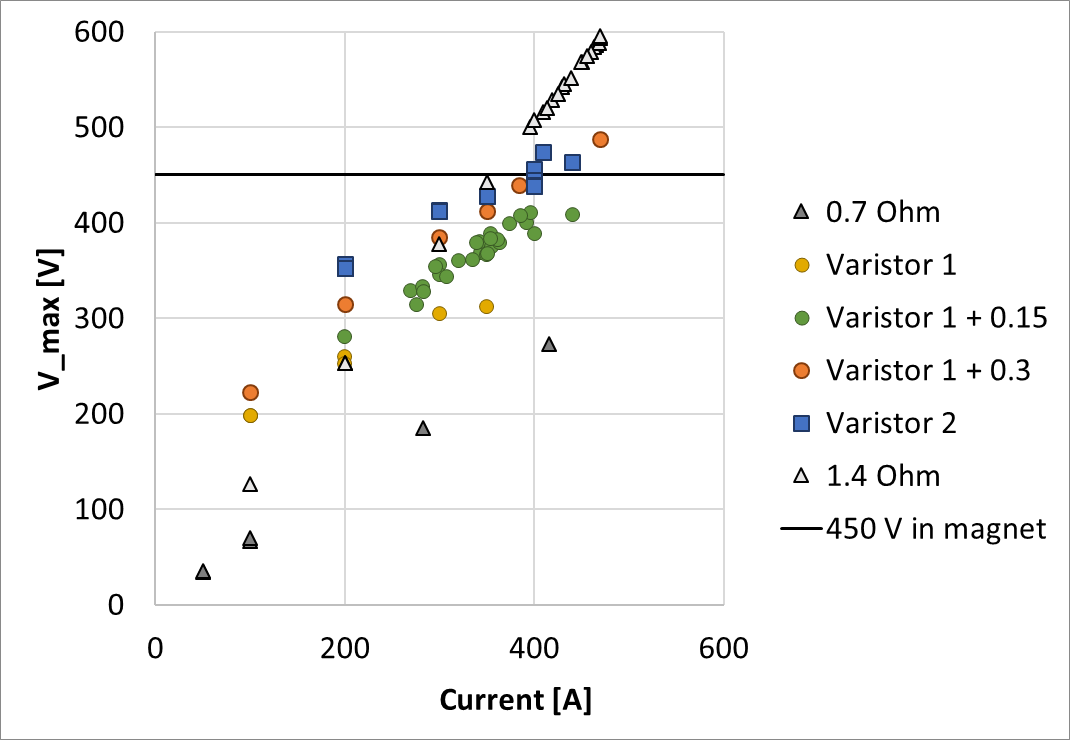 600
500
400
300
200
100
0
V_max [V]
0 200 400 600
Current [A]
0.7 Ohm
Varistor 1
Varistor 1 + 0.15
Varistor 1 + 0.3
Varistor 2
1.4 Ohm
450 V in magnet